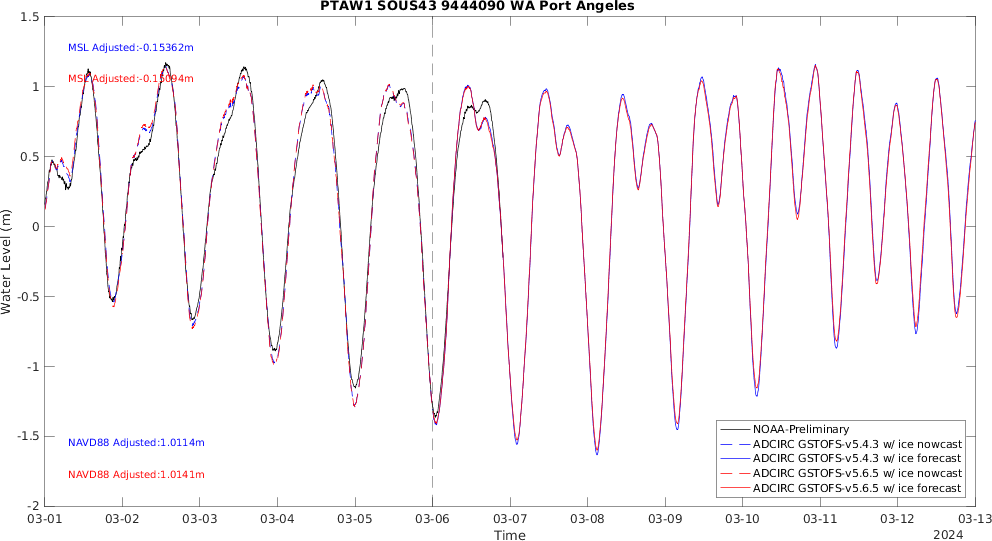 PTAW1 SOUS43 9444090 WA Port Angeles
1.5
1
0.5
0
-0.5
-1
-1.5
-2
Water Level (m)
MSL Adjusted:-0.15362m
MSL Adjusted:-0.15094m
NAVD88 Adjusted:1.0114m
NAVD88 Adjusted:1.0141m
NOAA-Preliminary
ADCIRC GSTOFS-v5.4.3 w/ ice nowcast
ADCIRC GSTOFS-v5.4.3 w/ ice forecast
ADCIRC GSTOFS-v5.6.5 w/ ice nowcast
ADCIRC GSTOFS-v5.6.5 w/ ice forecast
03-01 03-02 03-03 03-04 03-05 03-06 03-07 03-08 03-09 03-10 03-11 03-12 03-13
Time
2024